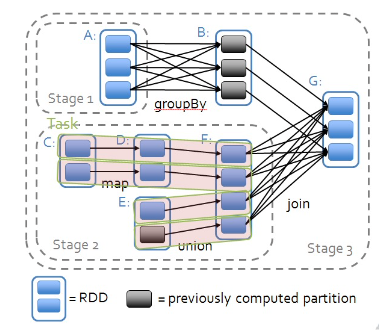 A:
B:
G:
Stage 1
groupBy
Task
C:
D:
F:
map
E:
join
Stage 2
union
Stage 3
= RDD
= previously computed partition